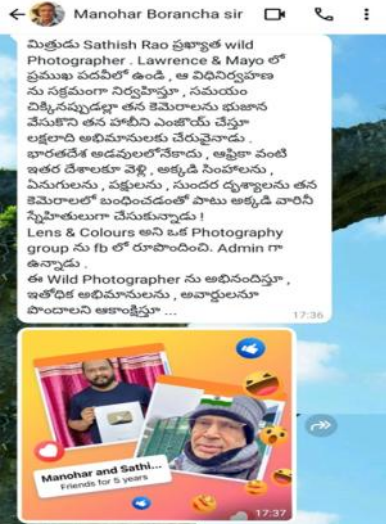 Manohar Borancha sir
మిత్రుడు Sathish Rao ప్రఖ్యాత wild
Photographer . Lawrence & Mayo లో
ప్రముఖ పదవిలో ఉండి , ఆ విధినిర్వహణ
ను సక్రమంగా నిర్వహిస్తూ , సమయం
చిక్కినప్పుడల్లా తన కెమెరాలను భుజాన
వేసుకొని తన హాబీని ఎంజాయ్ చేస్తూ
లక్షలాది అభిమానులకు చేరువైనాడు .
భారతదేశ అడవులలోనేకాదు , ఆఫ్రికా వంటి
ఇతర దేశాలకూ వెళ్లి , అక్కడి సింహాలను ,
ఏనుగులను , పక్షులను , సుందర దృశ్యాలను తన
కెమెరాలలో బంధించడంతో పాటు అక్కడి వారినీ
స్నేహితులుగా చేసుకున్నాడు !
Lens & Colours అని ఒక Photography
group ను fb లో రూపొందించి. Admin గా
ఉన్నాడు .
ఈ Wild Photographer ను అభినందిస్తూ ,
ఇతోధిక అభిమానులను , అవార్డులనూ
పొందాలని ఆకాంక్షిస్తూ ...
17:36
Manohar and Sathi...
Friends for 5 years
17:37